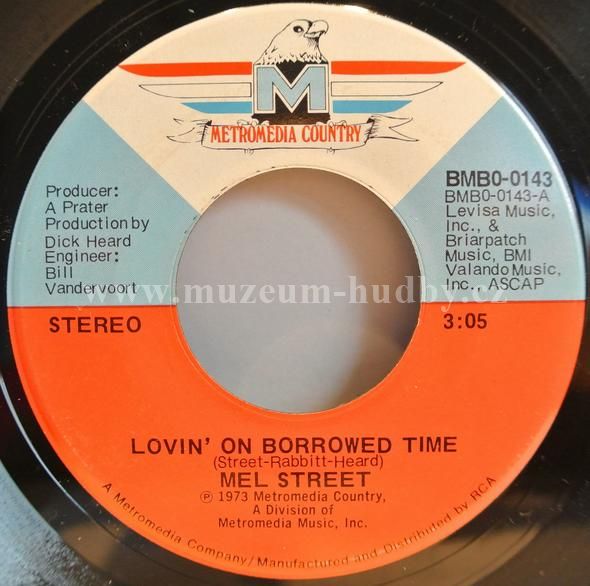 M
METROMEDIA COUNTRY
Producer:
A Prater
Production by
Dick Heard
Engineer:
Bill
Vandervoort
BMBO-0143
BMBO-0143-A
Levisa Music,
Inc., &
Briarpatch
Music, BMI
Valando Music,
Inc., ASCAP
www.muzeum-hudby.cz
STEREO
3:05
LOVIN' ON BORROWED TIME
(Street-Rabbitt-Heard)
MEL STREET
℗ 1973 Metromedia Country,
A Division of
Metromedia Music, Inc.
A Metromedia Company/Manufactured and Distributed by RCA